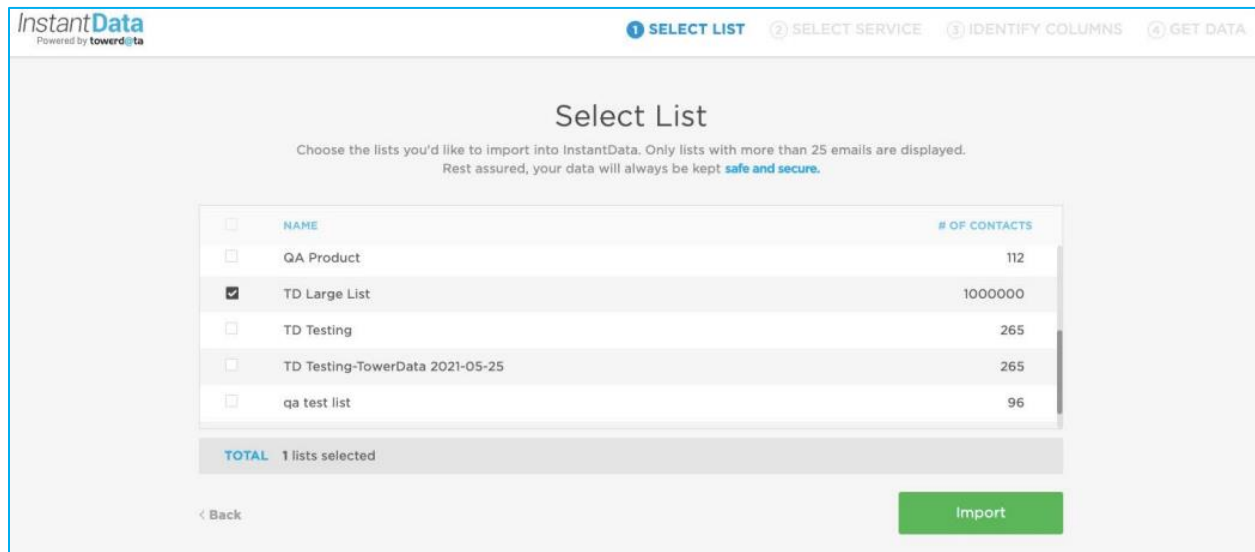 InstantData
Powered by towerd@ta
1 SELECT LIST 2 SELECT SERVICE 3 IDENTIFY COLUMNS 4 GET DATA
Select List
Choose the lists you'd like to import into InstantData. Only lists with more than 25 emails are displayed.
Rest assured, your data will always be kept safe and secure.
NAME # OF CONTACTS
QA Product 112
TD Large List 1000000
TD Testing 265
TD Testing-TowerData 2021-05-25 265
qa test list 96
TOTAL 1 lists selected
< Back Import